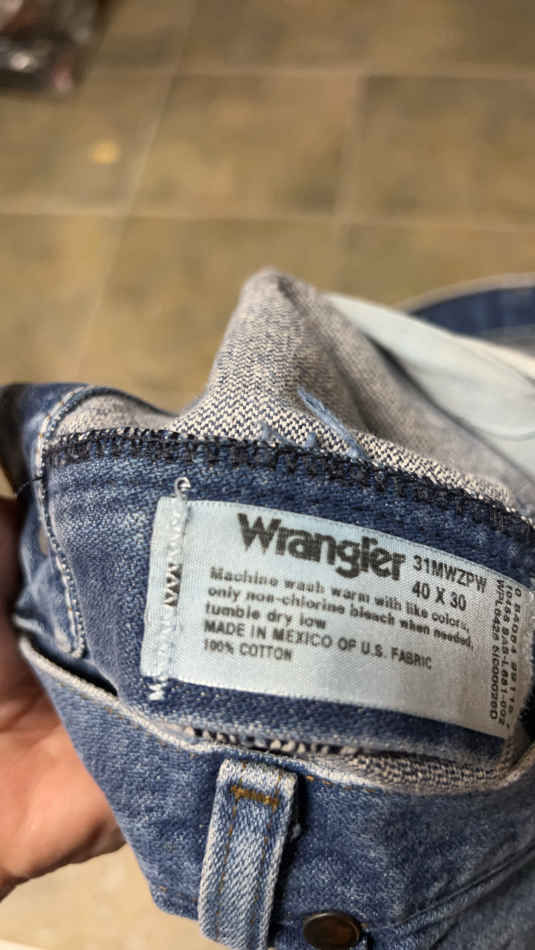 Wrangler 31MWZPW
40 X 30
Machine wash warm with like colors,
only non-chlorine bleach when needed,
tumble dry low
MADE IN MEXICO OF U.S. FABRIC
100% COTTON